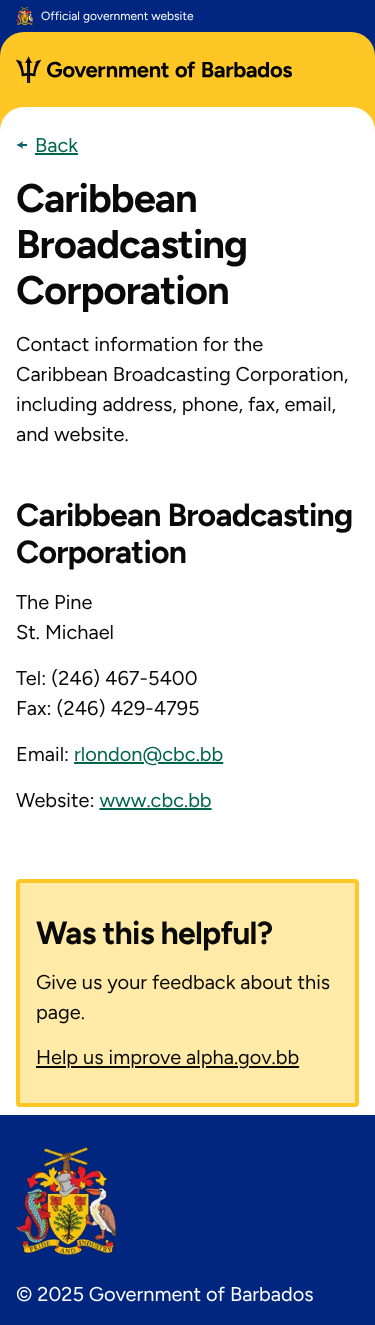 Official government website
Government of Barbados
Back
Caribbean
Broadcasting
Corporation
Contact information for the
Caribbean Broadcasting Corporation,
including address, phone, fax, email,
and website.
Caribbean Broadcasting
Corporation
The Pine
St. Michael
Tel: (246) 467-5400
Fax: (246) 429-4795
Email: rlondon@cbc.bb
Website: www.cbc.bb
Was this helpful?
Give us your feedback about this
page.
Help us improve alpha.gov.bb
PRIDE AND INDUSTRY
© 2025 Government of Barbados